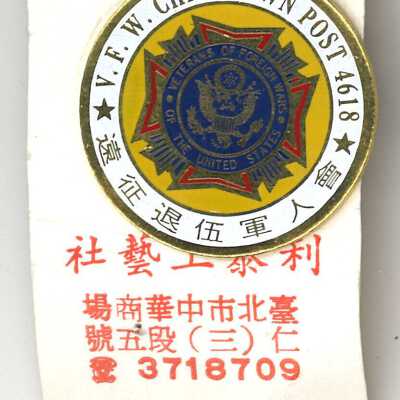 V. F. W. POST 4618
VETERANS OF FOREIGN WARS
OF THE UNITED STATES
遠征退伍軍人會
利泰工藝社
臺北市中華商場
仁（三）段五號
☎ 3718709